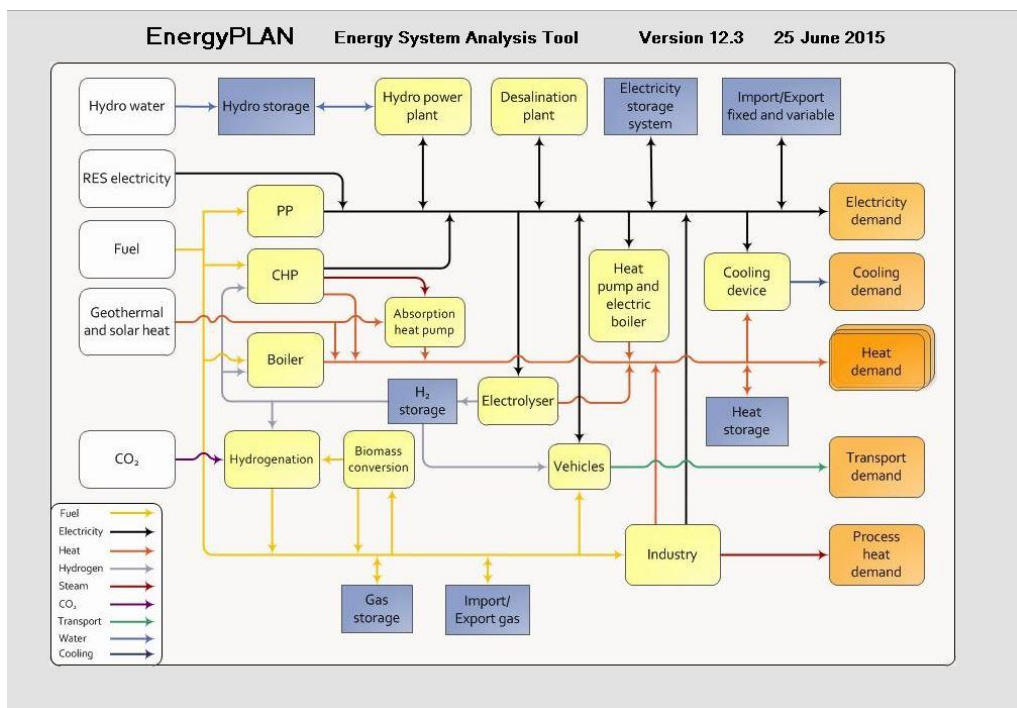 EnergyPLAN Energy System Analysis Tool Version 12.3 25 June 2015
Hydro water
Hydro storage
Hydro power
plant
Desalination
plant
Electricity
storage
system
Import/Export
fixed and variable
RES electricity
PP
Electricity
demand
Fuel
CHP
Heat
pump and
electric
boiler
Cooling
device
Cooling
demand
Geothermal
and solar heat
Absorption
heat pump
Boiler
Heat
demand
H₂
storage
Electrolyser
Heat
storage
CO₂
Hydrogenation
Biomass
conversion
Vehicles
Transport
demand
Fuel
Electricity
Heat
Hydrogen
Steam
CO₂
Transport
Water
Cooling
Industry
Process
heat
demand
Gas
storage
Import/
Export gas